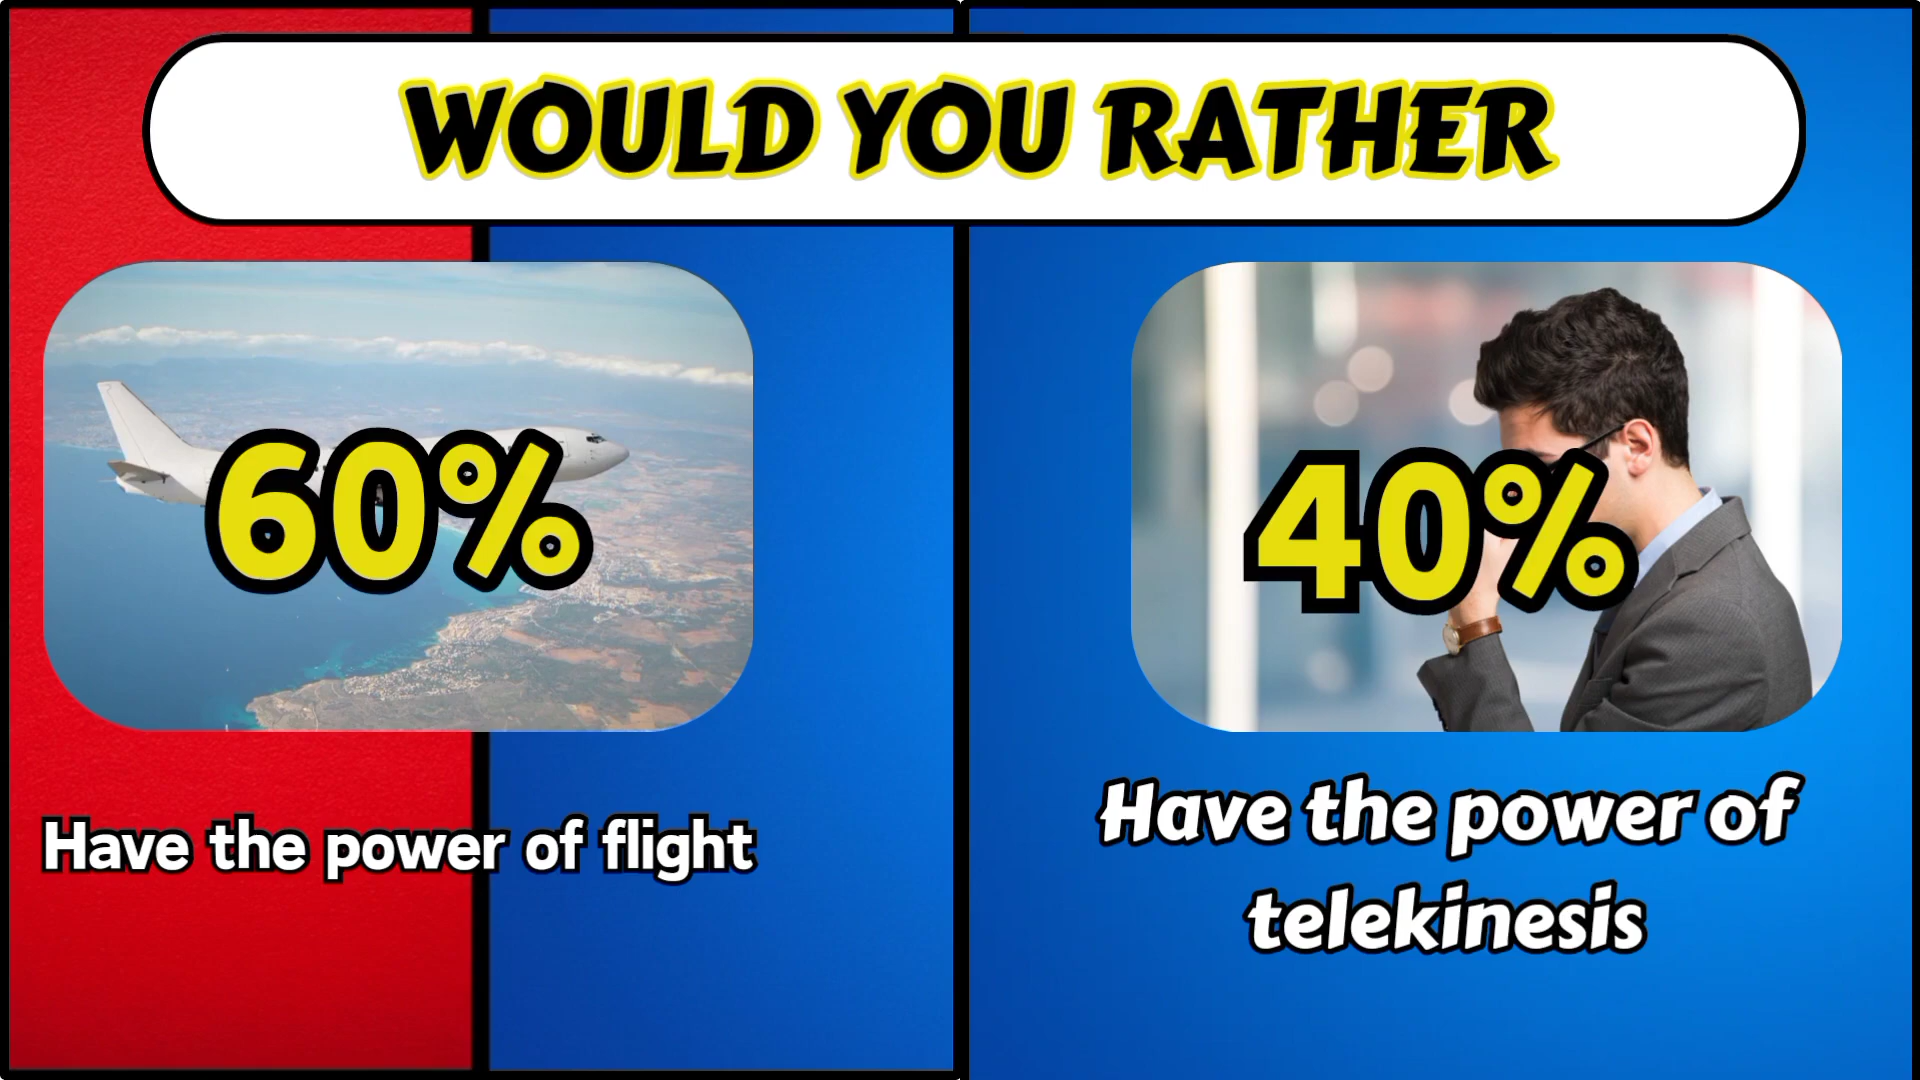 WOULD YOU RATHER
60%
40%
Have the power of flight
Have the power of
telekinesis